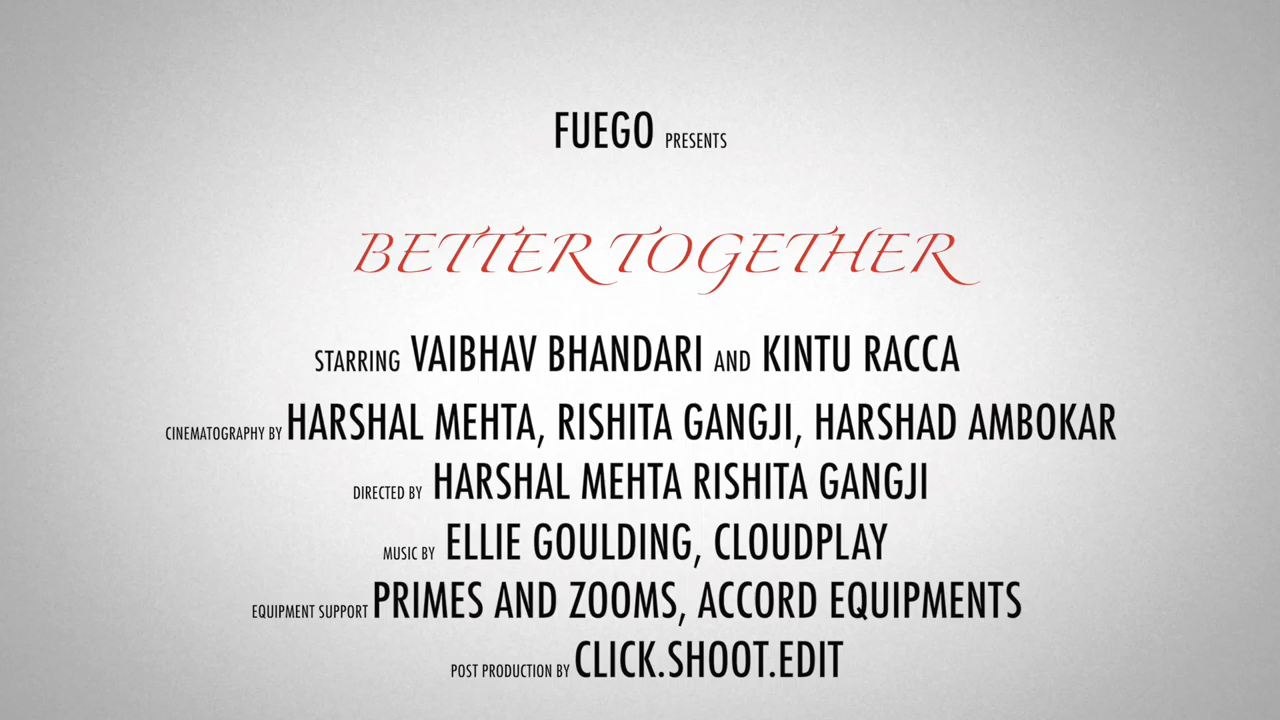 FUEGO PRESENTS
BETTER TOGETHER
STARRING VAIBHAV BHANDARI AND KINTU RACCA
CINEMATOGRAPHY BY HARSHAL MEHTA, RISHITA GANGJI, HARSHAD AMBOKAR
DIRECTED BY HARSHAL MEHTA RISHITA GANGJI
MUSIC BY ELLIE GOULDING, CLOUDPLAY
EQUIPMENT SUPPORT PRIMES AND ZOOMS, ACCORD EQUIPMENTS
POST PRODUCTION BY CLICK.SHOOT.EDIT